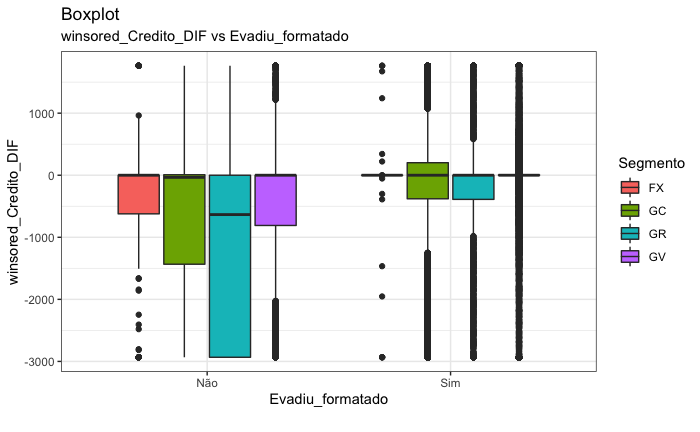 Boxplot
winsored_Credito_DIF vs Evadiu_formatado
winsored_Credito_DIF
1000
0
-1000
-2000
-3000
Não
Sim
Evadiu_formatado
Segmento
FX
GC
GR
GV